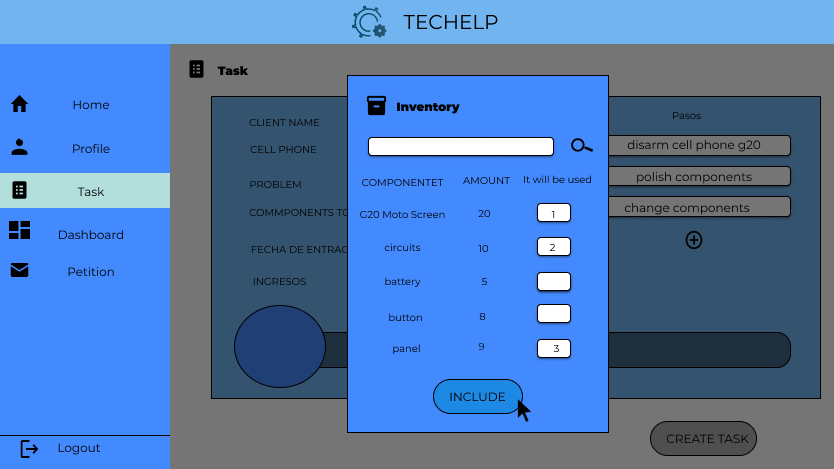 TECHELP
Home
Profile
Task
Dashboard
Petition
Logout
Task
CLIENT NAME
CELL PHONE
PROBLEM
COMMPONENTS TO
FECHA DE ENTRAC
INGRESOS
Inventory
COMPONENTET AMOUNT It will be used
G20 Moto Screen 20 1
circuits 10 2
battery 5
button 8
panel 9 3
INCLUDE
Pasos
disarm cell phone g20
polish components
change components
CREATE TASK